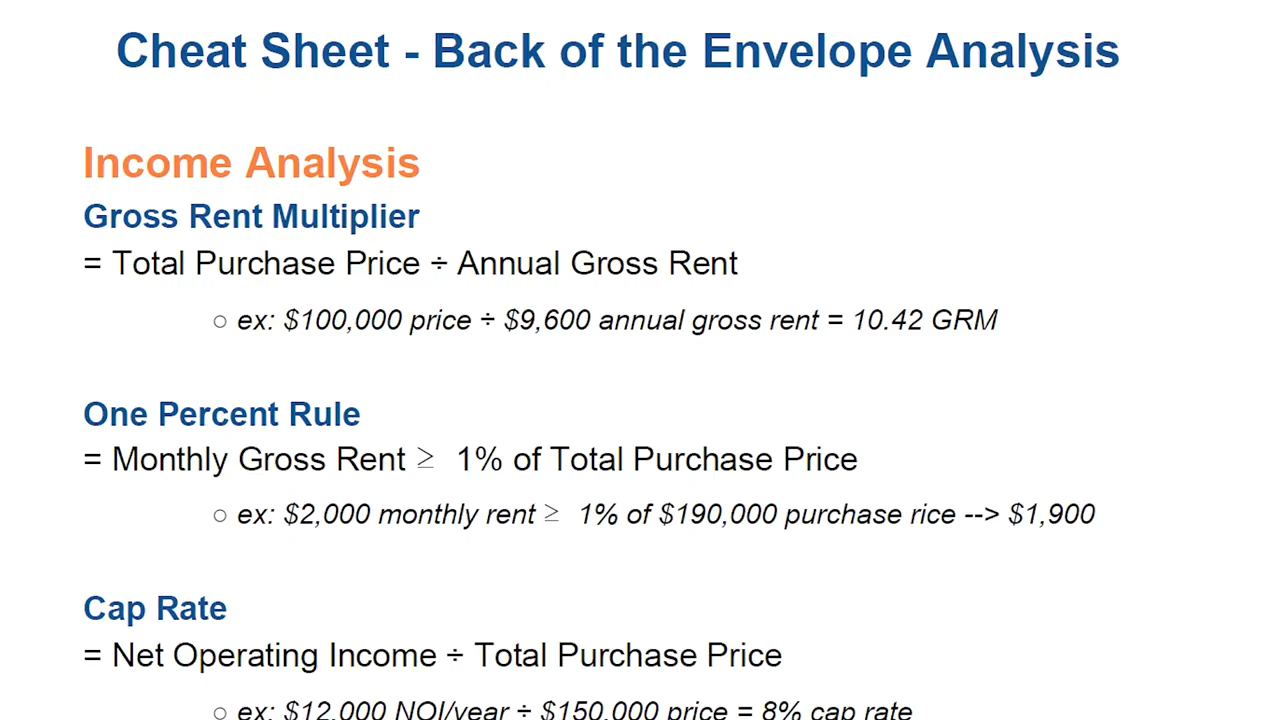 Cheat Sheet - Back of the Envelope Analysis
Income Analysis
Gross Rent Multiplier
= Total Purchase Price ÷ Annual Gross Rent
○ ex: $100,000 price ÷ $9,600 annual gross rent = 10.42 GRM
One Percent Rule
= Monthly Gross Rent ≥ 1% of Total Purchase Price
○ ex: $2,000 monthly rent ≥ 1% of $190,000 purchase rice --> $1,900
Cap Rate
= Net Operating Income ÷ Total Purchase Price
○ ex: $12,000 NOI/year ÷ $150,000 price = 8% cap rate